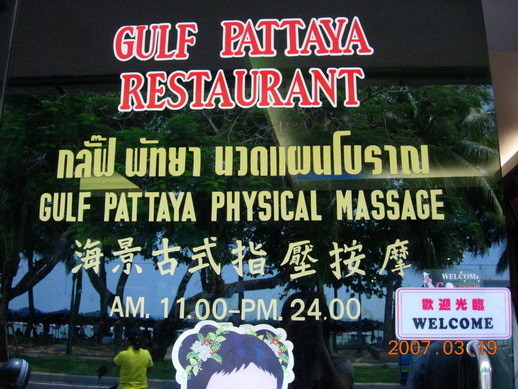 GULF PATTAYA
RESTAURANT
กลัฟ พัทยา นวดแผนโบราณ
GULF PATTAYA PHYSICAL MASSAGE
海景古式指壓按摩
AM. 11.00-PM. 24.00
WELCOME
歡迎光臨
WELCOME
2007.03.19